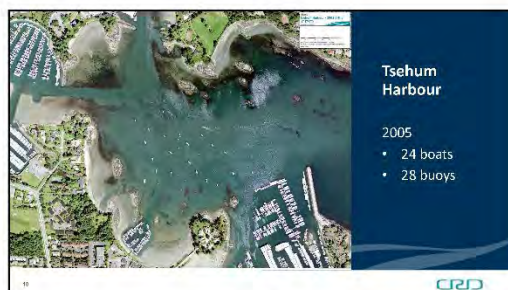 Tsehum
Harbour
2005
• 24 boats
• 28 buoys
CRD